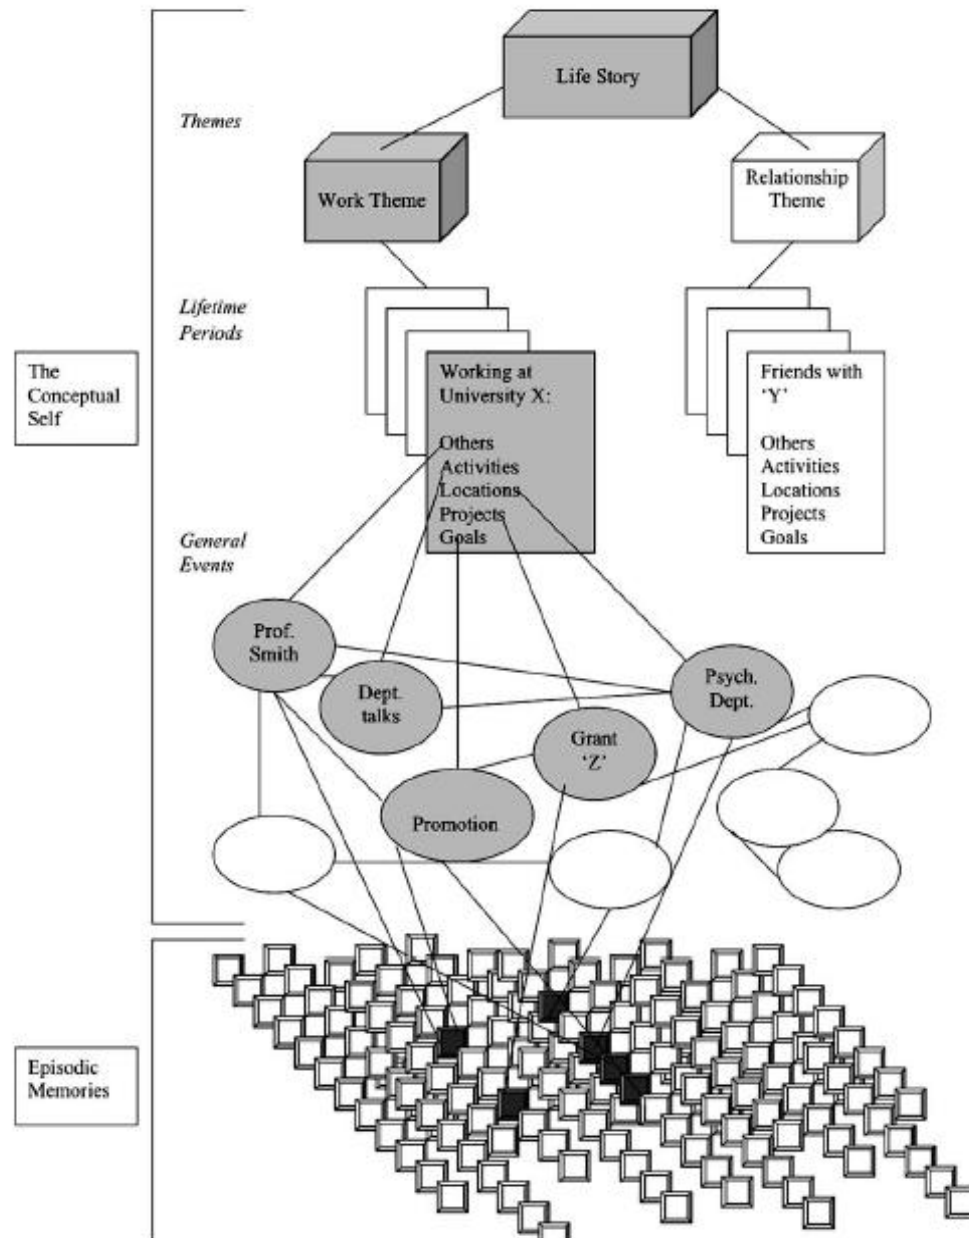 Life Story
Themes
Work Theme
Relationship
Theme
Lifetime
Periods
The
Conceptual
Self
Working at
University X:
Others
Activities
Locations
Projects
Goals
Friends with
‘Y’
Others
Activities
Locations
Projects
Goals
General
Events
Prof.
Smith
Dept.
talks
Psych.
Dept.
Grant
‘Z’
Promotion
Episodic
Memories